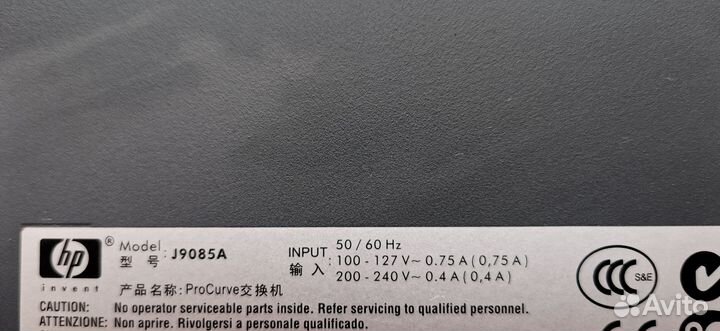 hp ®
invent
Model: J9085A
型 号:
INPUT 50 / 60 Hz
输 入 : 100 - 127 V~ 0.75 A ( 0,75 A )
200 - 240 V~ 0.4 A ( 0,4 A )
产品名称: ProCurve交换机
CCC S&E
CAUTION: No operator serviceable parts inside. Refer servicing to qualified personnel.
ATTENZIONE: Non aprire. Rivolgersi a personale qualificato.
Avito